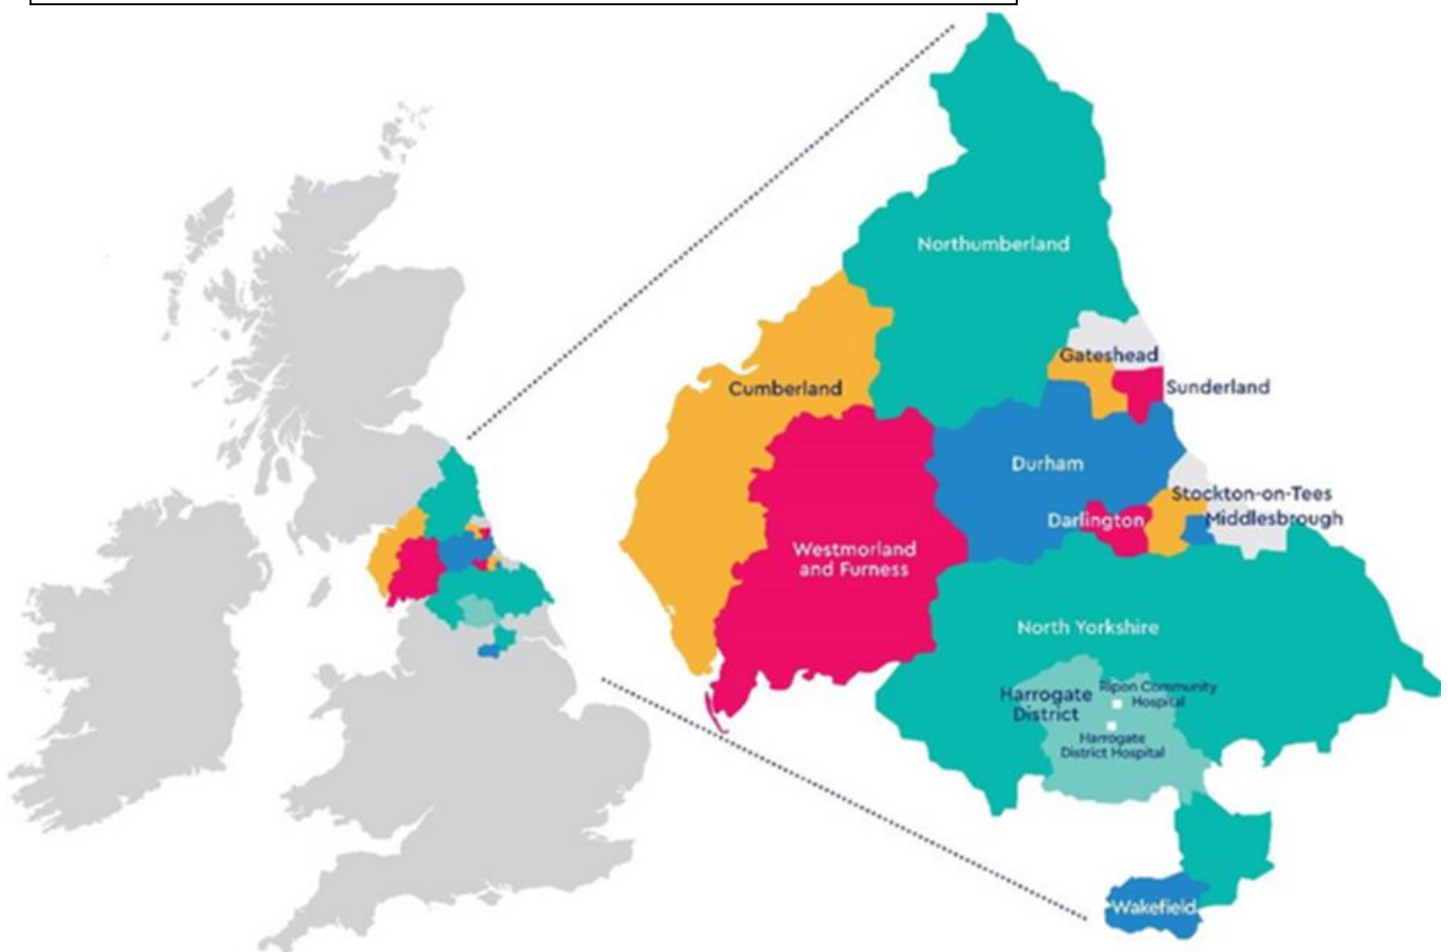 Northumberland
Gateshead
Cumberland
Sunderland
Durham
Stockton-on-Tees
Darlington
Middlesbrough
Westmorland
and Furness
North Yorkshire
Harrogate
District
Ripon Community
Hospital
Harrogate
District Hospital
Wakefield